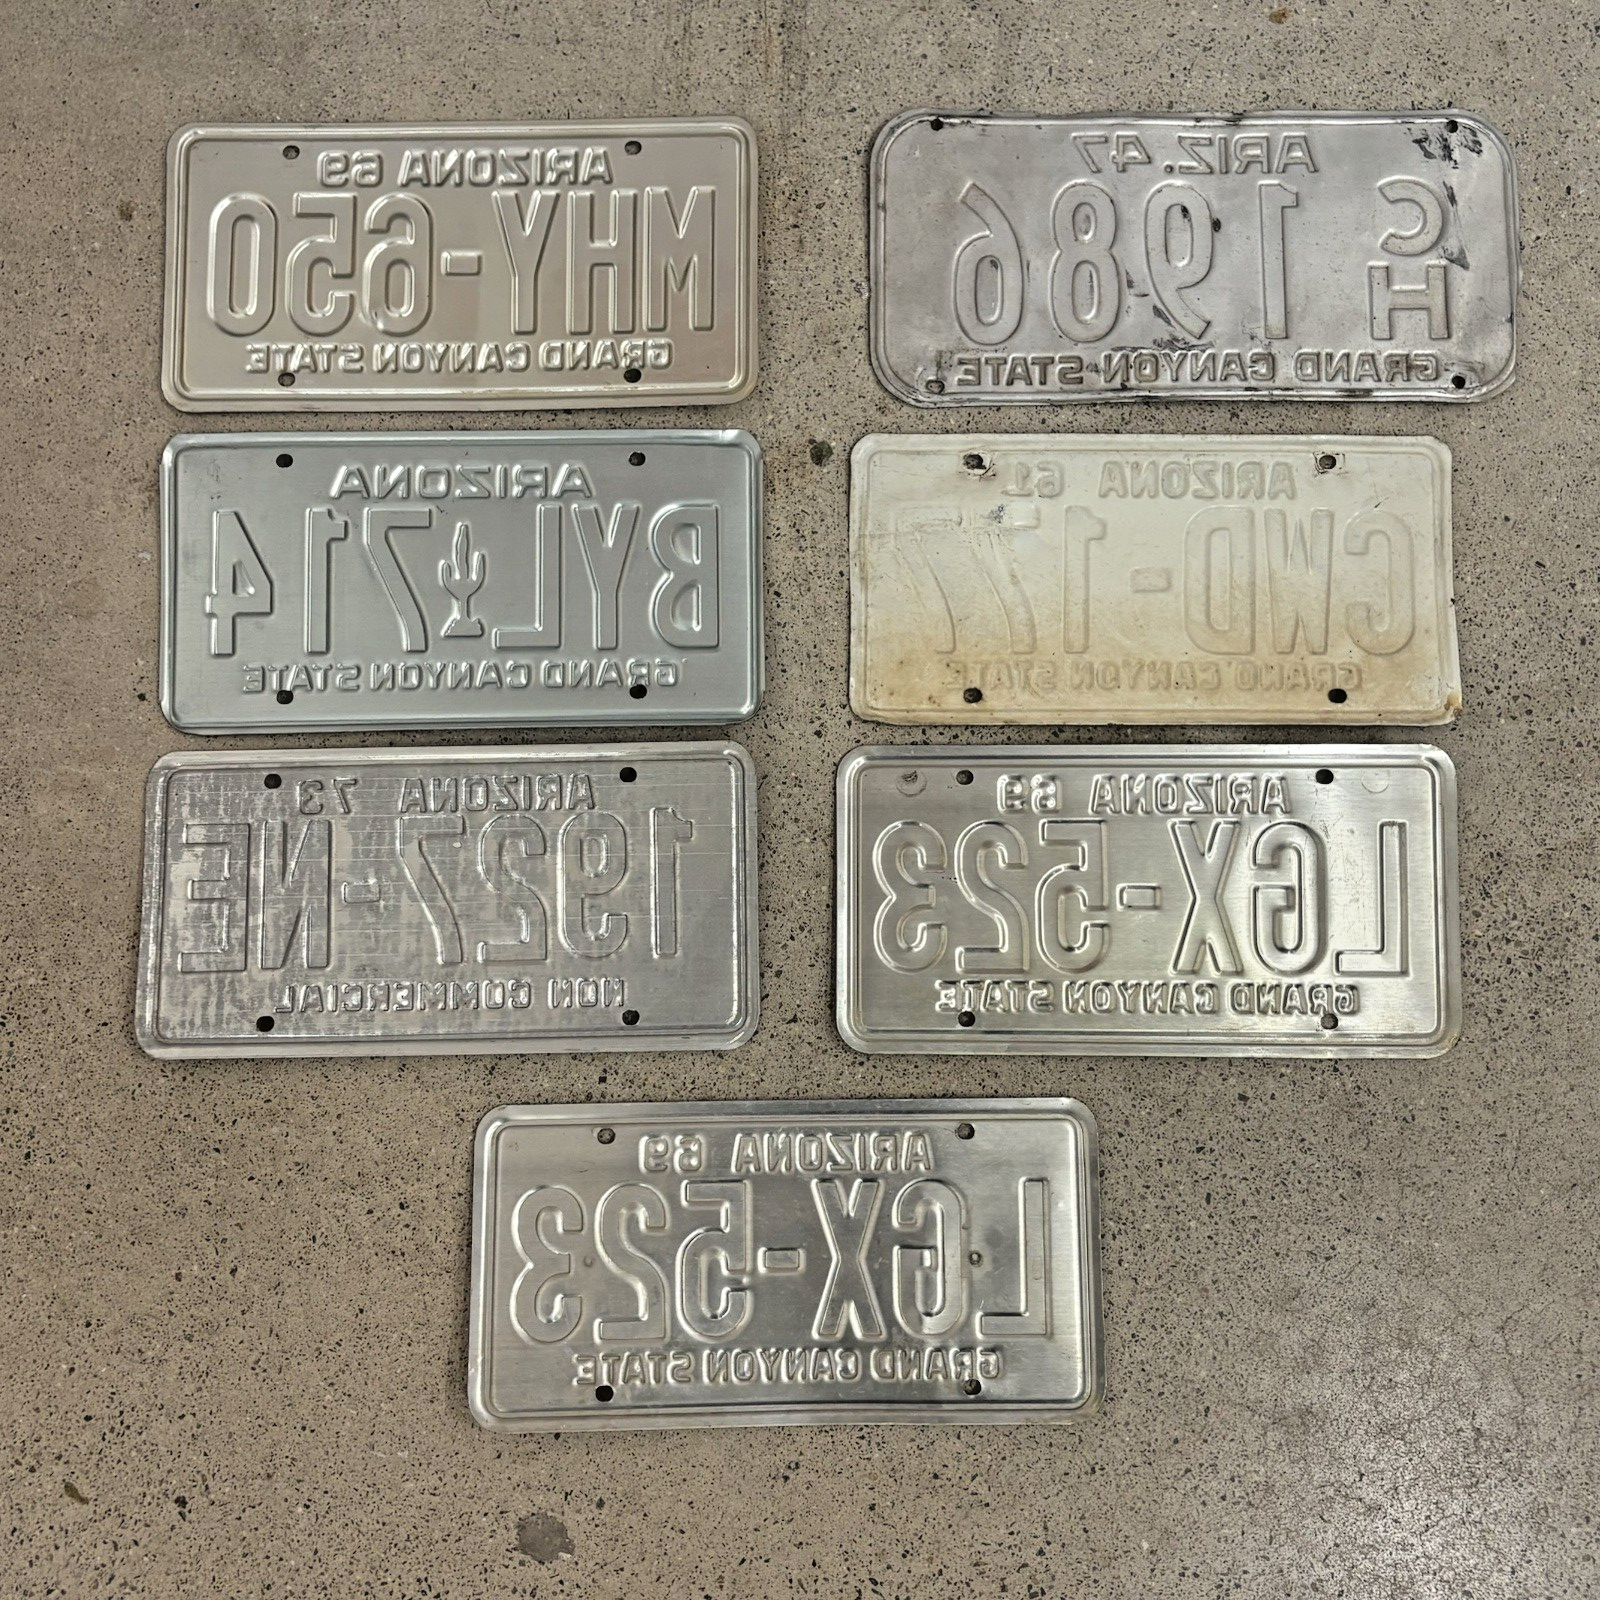 ARIZONA 69
MHY-650
GRAND CANYON STATE
ARIZ. 47
SH 1986
GRAND CANYON STATE
ARIZONA
BYL 714
GRAND CANYON STATE
ARIZONA 61
GWD-177
GRAND CANYON STATE
ARIZONA 73
1927-NE
NON COMMERCIAL
ARIZONA 69
LGX-523
GRAND CANYON STATE
ARIZONA 69
LGX-523
GRAND CANYON STATE